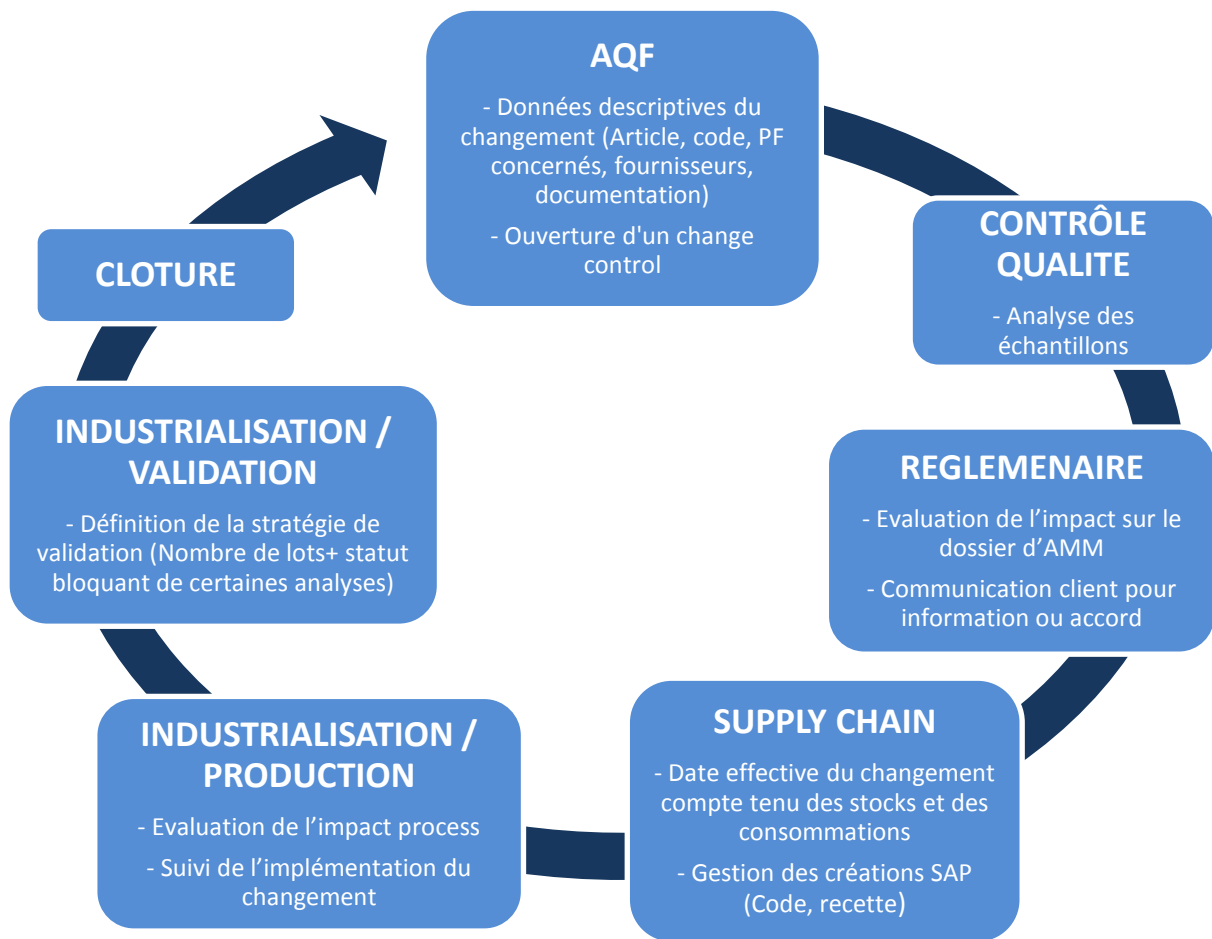 AQF
- Données descriptives du
changement (Article, code, PF
concernés, fournisseurs,
documentation)
- Ouverture d'un change
control
CONTRÔLE
QUALITE
- Analyse des
échantillons
REGLEMENAIRE
- Evaluation de l’impact sur le
dossier d’AMM
- Communication client pour
information ou accord
SUPPLY CHAIN
- Date effective du changement
compte tenu des stocks et des
consommations
- Gestion des créations SAP
(Code, recette)
INDUSTRIALISATION /
PRODUCTION
- Evaluation de l’impact process
- Suivi de l’implémentation du
changement
INDUSTRIALISATION /
VALIDATION
- Définition de la stratégie de
validation (Nombre de lots+ statut
bloquant de certaines analyses)
CLOTURE